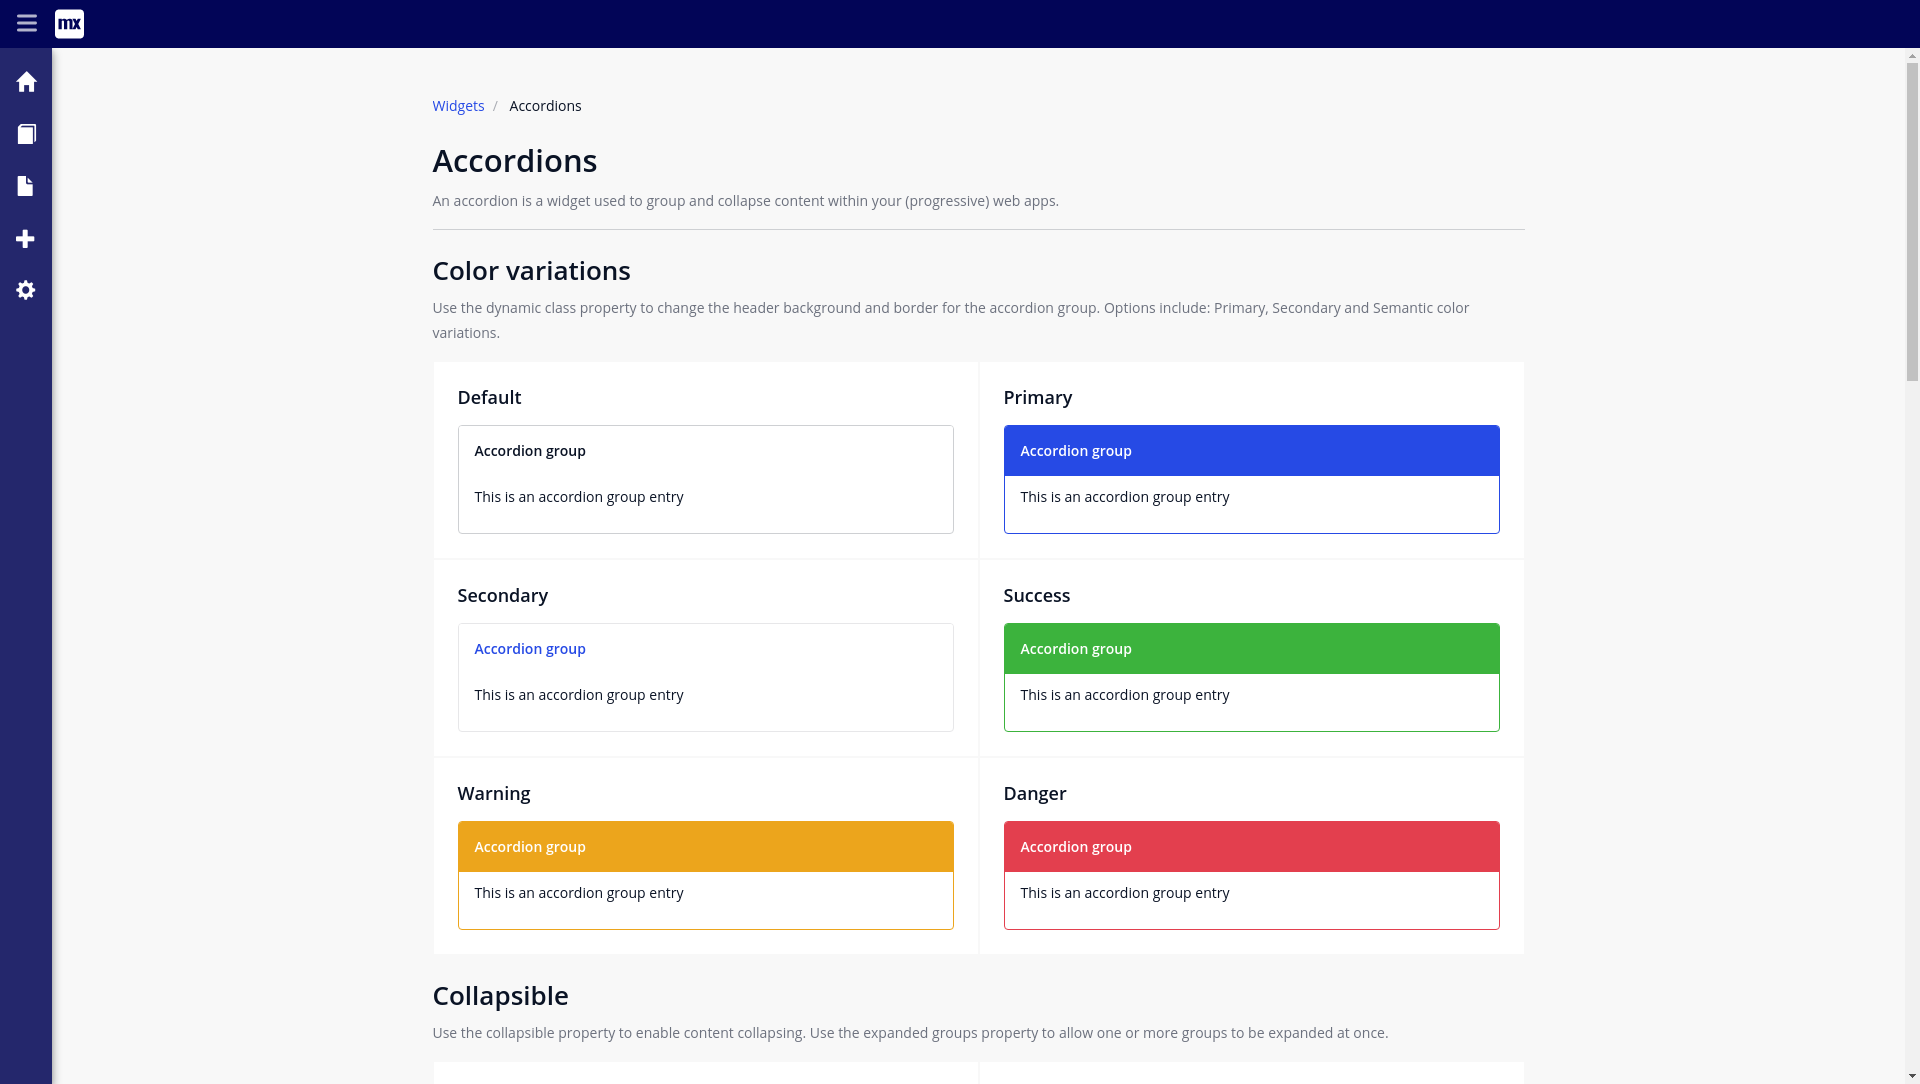 mx
Widgets / Accordions
Accordions
An accordion is a widget used to group and collapse content within your (progressive) web apps.
Color variations
Use the dynamic class property to change the header background and border for the accordion group. Options include: Primary, Secondary and Semantic color
variations.
Default
Accordion group
This is an accordion group entry
Primary
Accordion group
This is an accordion group entry
Secondary
Accordion group
This is an accordion group entry
Success
Accordion group
This is an accordion group entry
Warning
Accordion group
This is an accordion group entry
Danger
Accordion group
This is an accordion group entry
Collapsible
Use the collapsible property to enable content collapsing. Use the expanded groups property to allow one or more groups to be expanded at once.